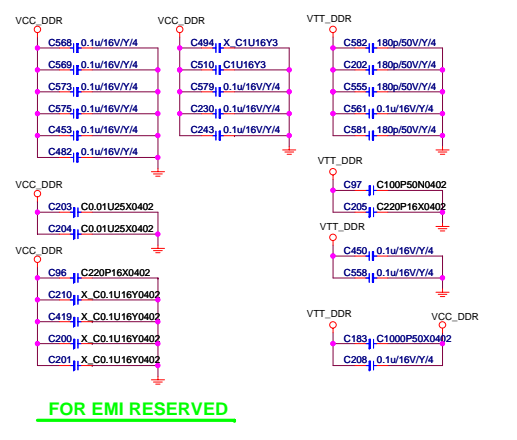 VCC_DDR
C568 0.1u/16V/Y/4
C569 0.1u/16V/Y/4
C573 0.1u/16V/Y/4
C575 0.1u/16V/Y/4
C453 0.1u/16V/Y/4
C482 0.1u/16V/Y/4
VCC_DDR
C203 C0.01U25X0402
C204 C0.01U25X0402
VCC_DDR
C96 C220P16X0402
C210 X_C0.1U16Y0402
C419 X_C0.1U16Y0402
C200 X_C0.1U16Y0402
C201 X_C0.1U16Y0402
VCC_DDR
C494 X_C1U16Y3
C510 C1U16Y3
C579 0.1u/16V/Y/4
C230 0.1u/16V/Y/4
C243 0.1u/16V/Y/4
VTT_DDR
C582 180p/50V/Y/4
C202 180p/50V/Y/4
C555 180p/50V/Y/4
C561 0.1u/16V/Y/4
C581 180p/50V/Y/4
VTT_DDR
C97 C100P50N0402
C205 C220P16X0402
VTT_DDR
C450 0.1u/16V/Y/4
C558 0.1u/16V/Y/4
VTT_DDR
VCC_DDR
C183 C1000P50X0402
C208 0.1u/16V/Y/4
FOR EMI RESERVED